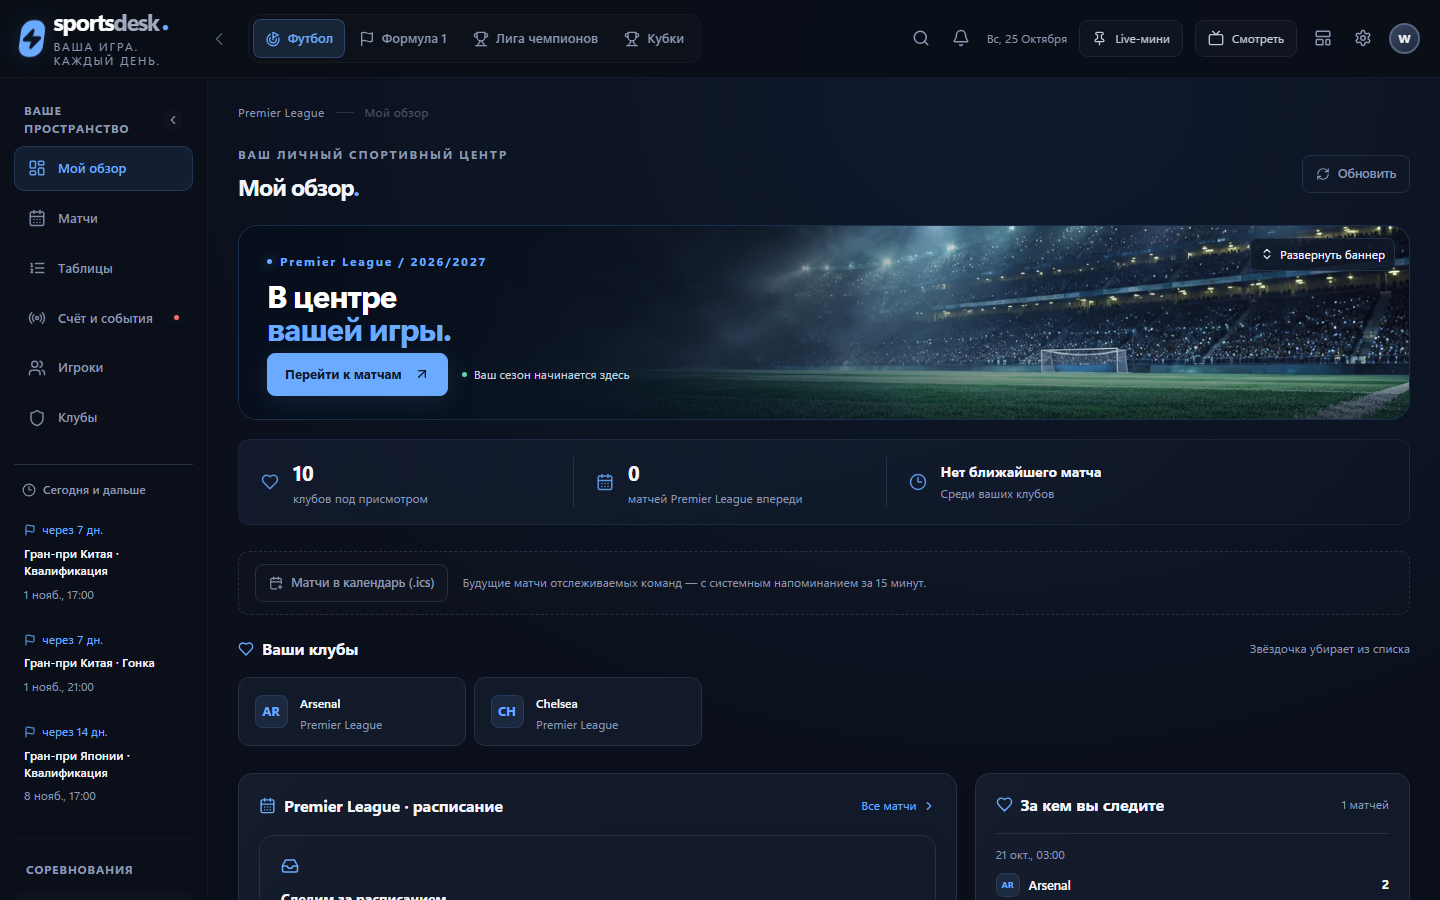 sportsdesk.
ВАША ИГРА.
КАЖДЫЙ ДЕНЬ.
Футбол
Формула 1
Лига чемпионов
Кубки
Вс, 25 Октября
Live-мини
Смотреть
W
ВАШЕ
ПРОСТРАНСТВО
Мой обзор
Матчи
Таблицы
Счёт и события
Игроки
Клубы
Сегодня и дальше
через 7 дн.
Гран-при Китая ·
Квалификация
1 нояб., 17:00
через 7 дн.
Гран-при Китая · Гонка
1 нояб., 21:00
через 14 дн.
Гран-при Японии ·
Квалификация
8 нояб., 17:00
СОРЕВНОВАНИЯ
Premier League — Мой обзор
ВАШ ЛИЧНЫЙ СПОРТИВНЫЙ ЦЕНТР
Мой обзор.
Обновить
Premier League / 2026/2027
Развернуть баннер
В центре
вашей игры.
Перейти к матчам
Ваш сезон начинается здесь
10
клубов под присмотром
0
матчей Premier League впереди
Нет ближайшего матча
Среди ваших клубов
Матчи в календарь (.ics)
Будущие матчи отслеживаемых команд — с системным напоминанием за 15 минут.
Ваши клубы
Звёздочка убирает из списка
AR
Arsenal
Premier League
CH
Chelsea
Premier League
Premier League · расписание
Все матчи
Следим за расписанием
За кем вы следите
1 матчей
21 окт., 03:00
AR
Arsenal
2